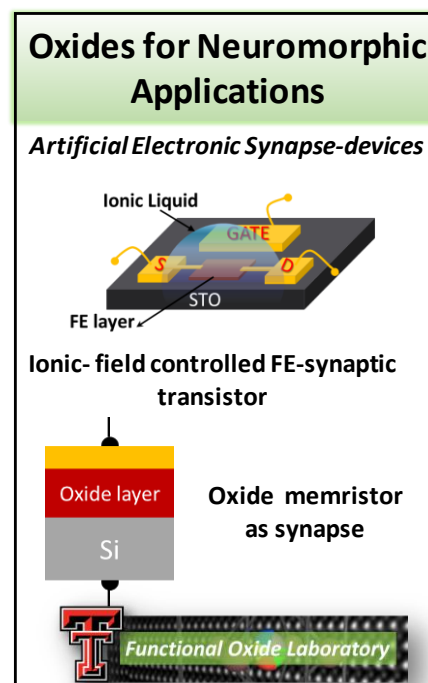 Oxides for Neuromorphic
Applications
Artificial Electronic Synapse-devices
Ionic Liquid
GATE
S
D
STO
FE layer
Ionic- field controlled FE-synaptic
transistor
Oxide layer
Si
Oxide memristor
as synapse
T
Functional Oxide Laboratory